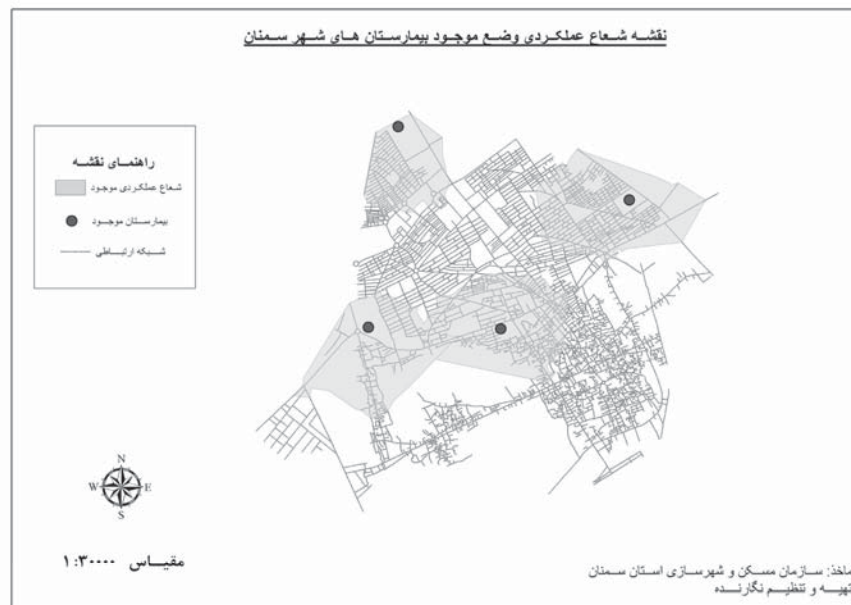 نقشه شعاع عملکردی وضع موجود بیمارستان های شهر سمنان
راهنمای نقشه
شعاع عملکردی موجود
بیمارستان موجود
شبکه ارتباطی
N
W E
S
مقیاس ۱:۳۰۰۰۰
ماخذ: سازمان مسکن و شهرسازی استان سمنان
تهیه و تنظیم نگارنده